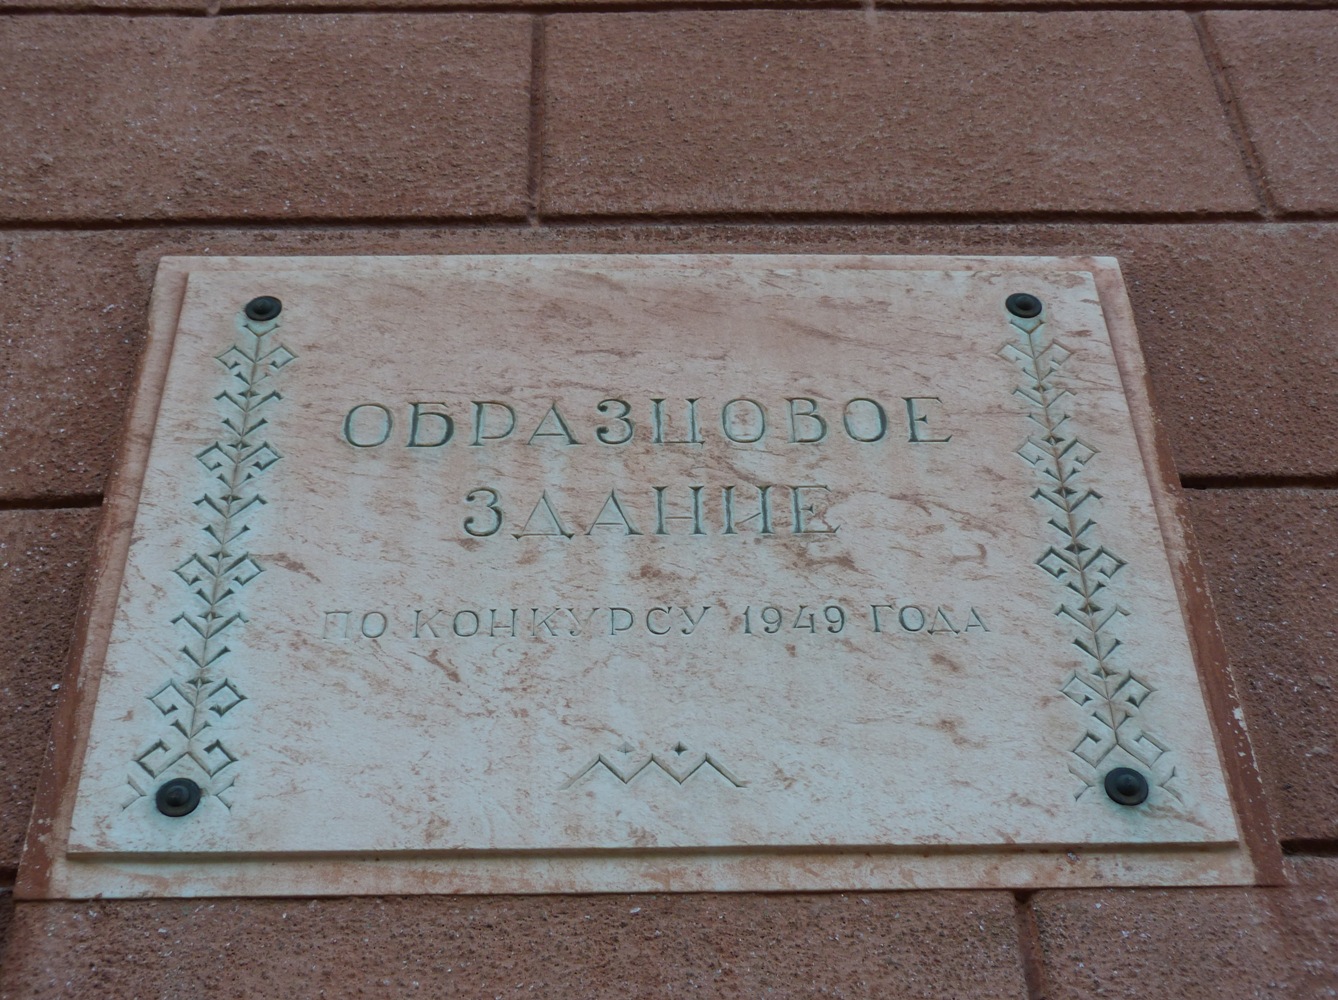 ОБРАЗЦОВОЕ
ЗДАНИЕ
ПО КОНКУРСУ 1949 ГОДА